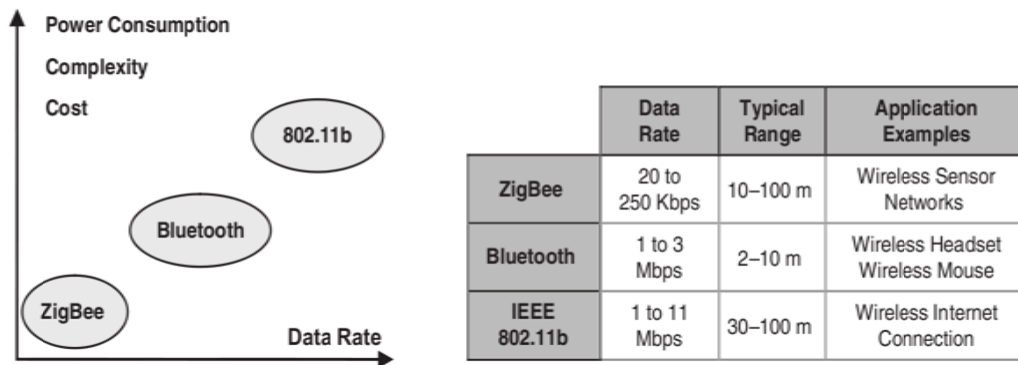 Power Consumption
Complexity
Cost
802.11b
Bluetooth
ZigBee
Data Rate
Data Rate
Typical Range
Application Examples
ZigBee
20 to 250 Kbps
10–100 m
Wireless Sensor Networks
Bluetooth
1 to 3 Mbps
2–10 m
Wireless Headset Wireless Mouse
IEEE 802.11b
1 to 11 Mbps
30–100 m
Wireless Internet Connection